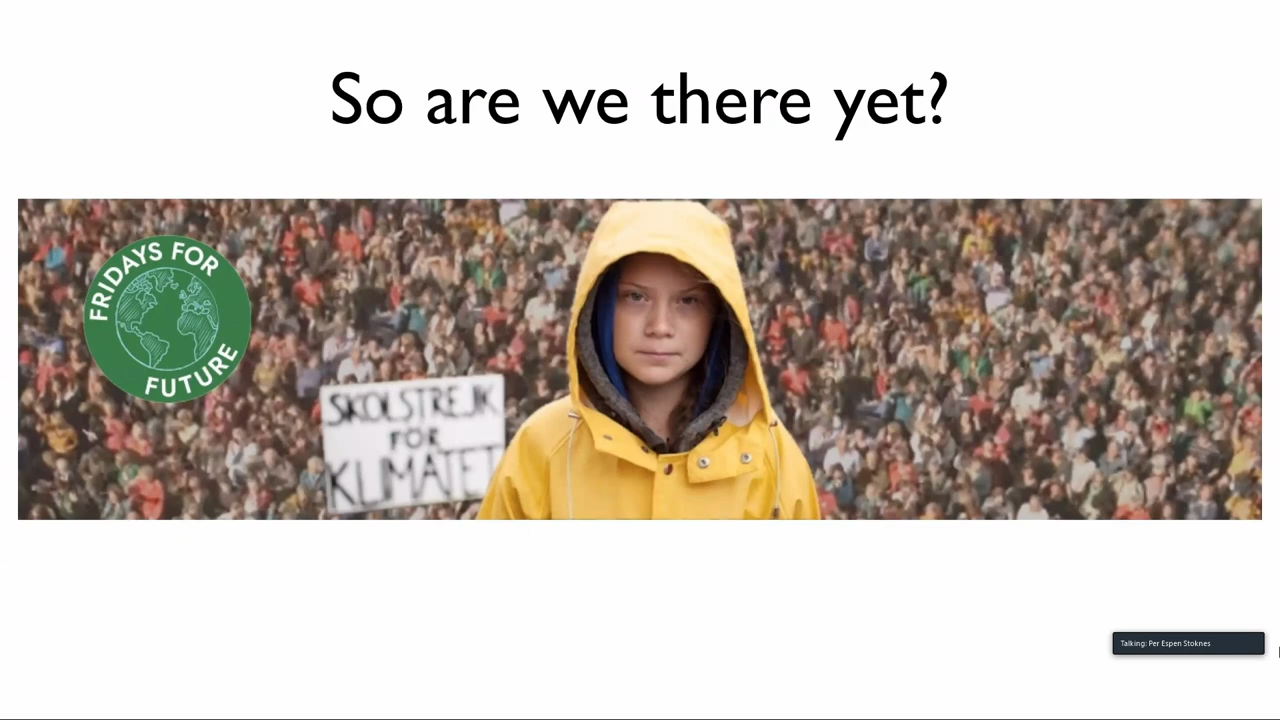 So are we there yet?
FRIDAYS FOR
FUTURE
SKOLSTREJK
FÖR
KLIMATET
Talking: Per Espen Stoknes